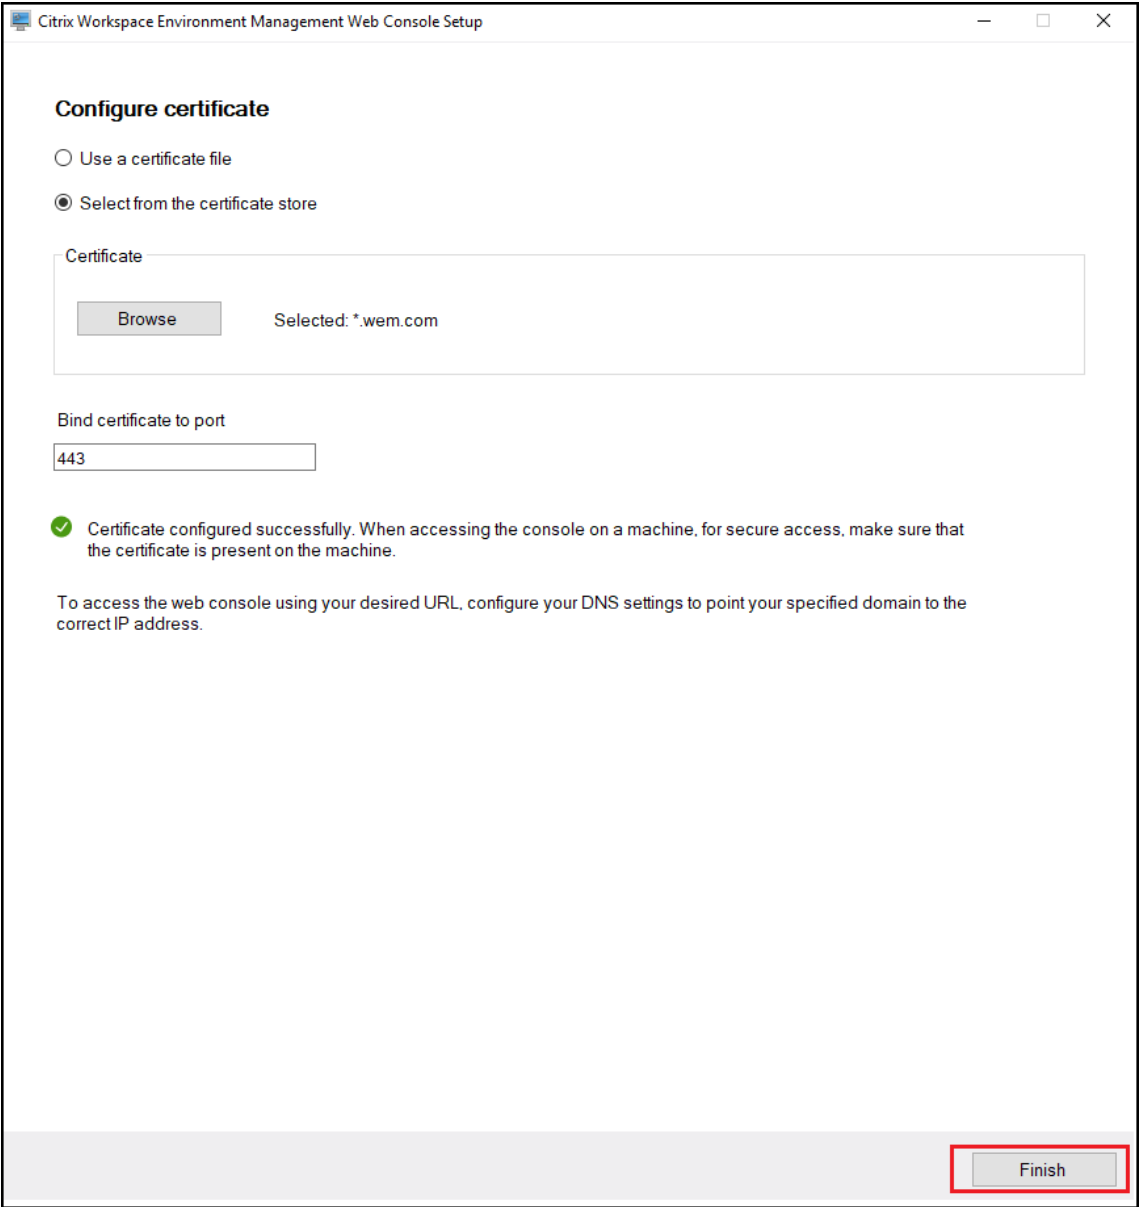 Citrix Workspace Environment Management Web Console Setup
Configure certificate
Use a certificate file
Select from the certificate store
Certificate
Browse
Selected: *.wem.com
Bind certificate to port
443
Certificate configured successfully. When accessing the console on a machine, for secure access, make sure that
the certificate is present on the machine.
To access the web console using your desired URL, configure your DNS settings to point your specified domain to the
correct IP address.
Finish